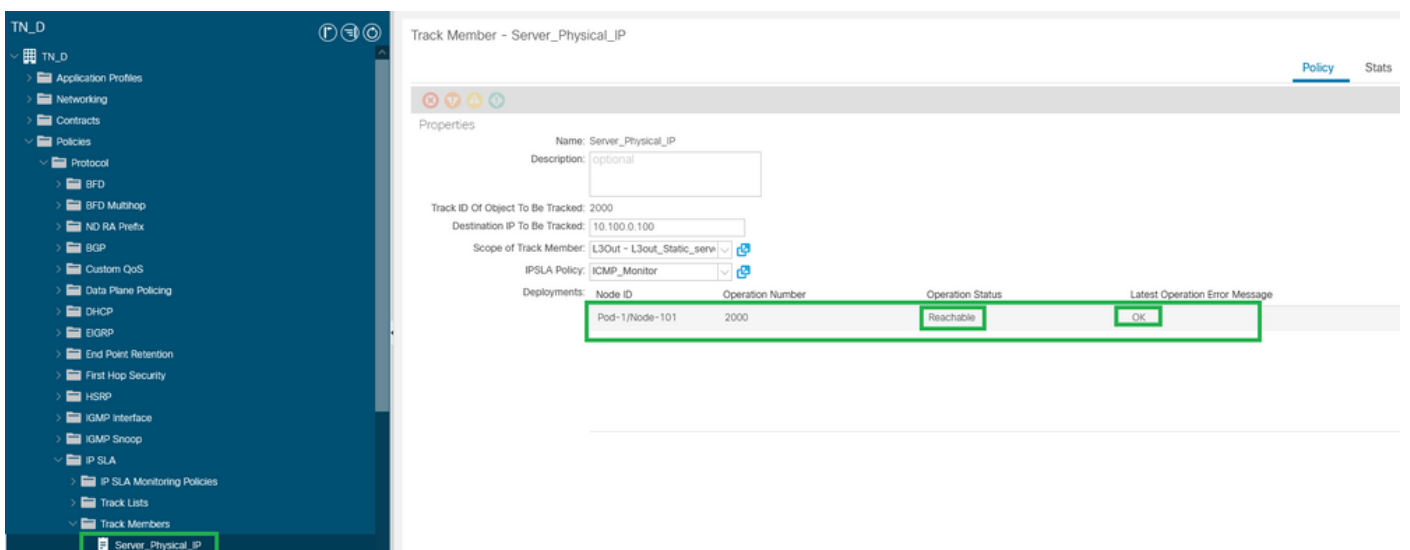 TN_D
TN_D
Application Profiles
Networking
Contracts
Policies
Protocol
BFD
BFD Multihop
ND RA Prefix
BGP
Custom QoS
Data Plane Policing
DHCP
EIGRP
End Point Retention
First Hop Security
HSRP
IGMP Interface
IGMP Snoop
IP SLA
IP SLA Monitoring Policies
Track Lists
Track Members
Server_Physical_IP
Track Member - Server_Physical_IP
Policy Stats
Properties
Name: Server_Physical_IP
Description: optional
Track ID Of Object To Be Tracked: 2000
Destination IP To Be Tracked: 10.100.0.100
Scope of Track Member: L3Out - L3out_Static_serve
IPSLA Policy: ICMP_Monitor
Deployments: Node ID Operation Number Operation Status Latest Operation Error Message
Pod-1/Node-101 2000 Reachable OK